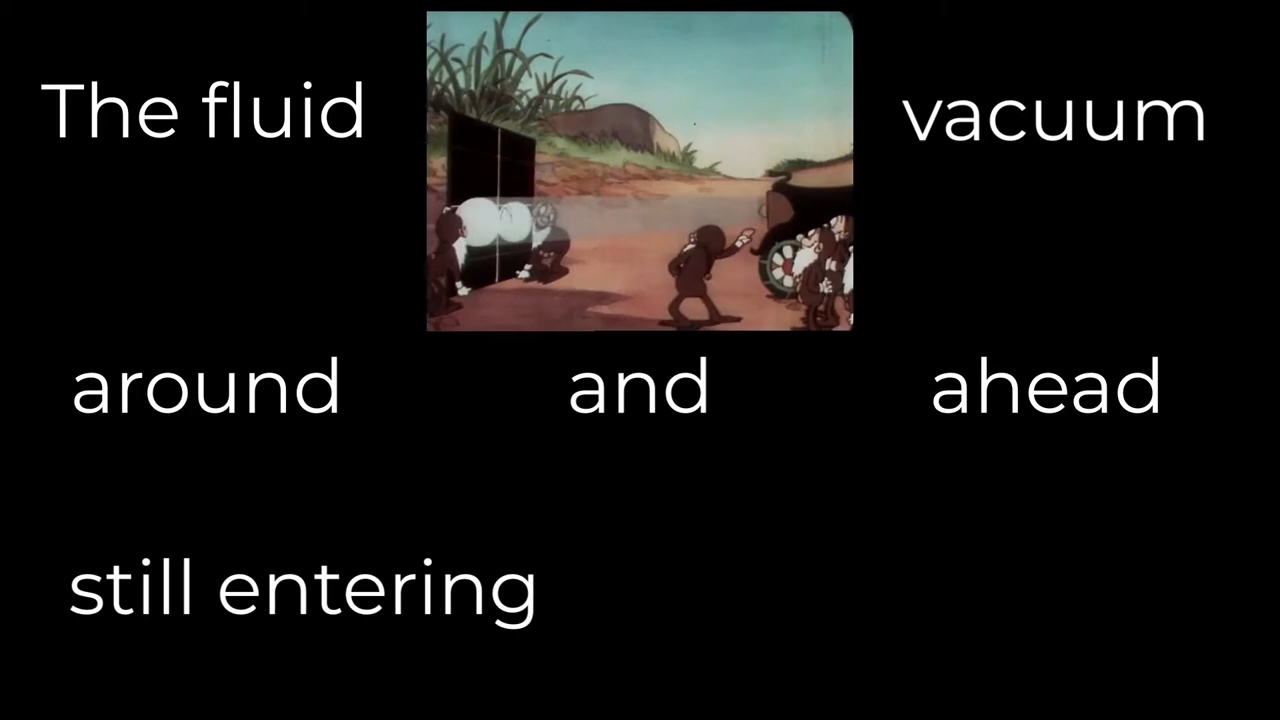 The fluid vacuum
around and ahead
still entering